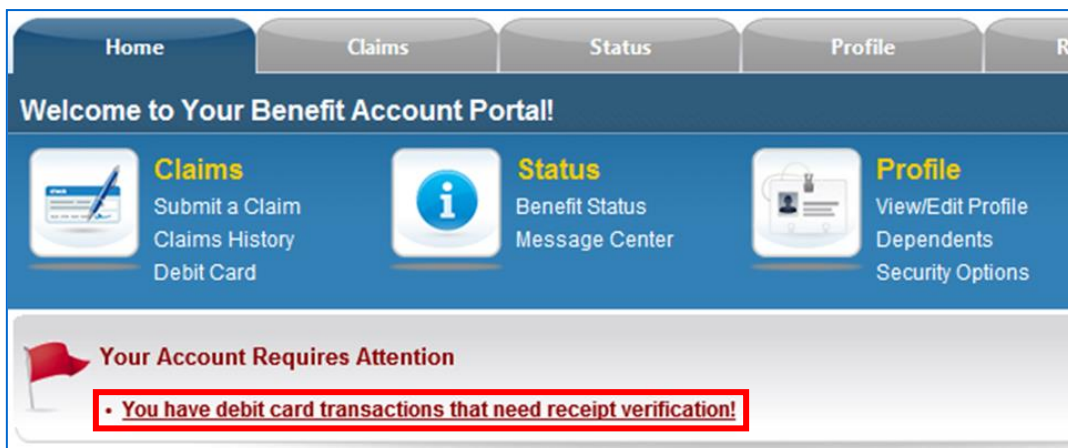 Home Claims Status Profile R
Welcome to Your Benefit Account Portal!
Claims
Submit a Claim
Claims History
Debit Card
Status
Benefit Status
Message Center
Profile
View/Edit Profile
Dependents
Security Options
Your Account Requires Attention
• You have debit card transactions that need receipt verification!